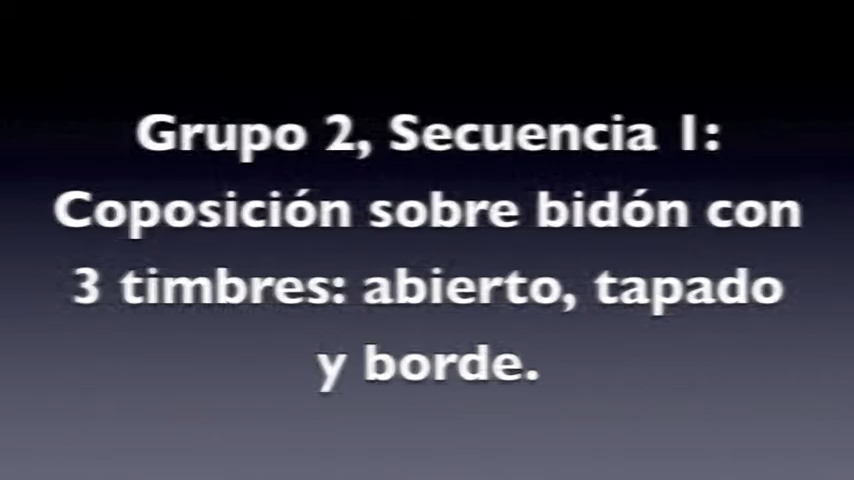 Grupo 2, Secuencia 1:
Coposición sobre bidón con
3 timbres: abierto, tapado
y borde.